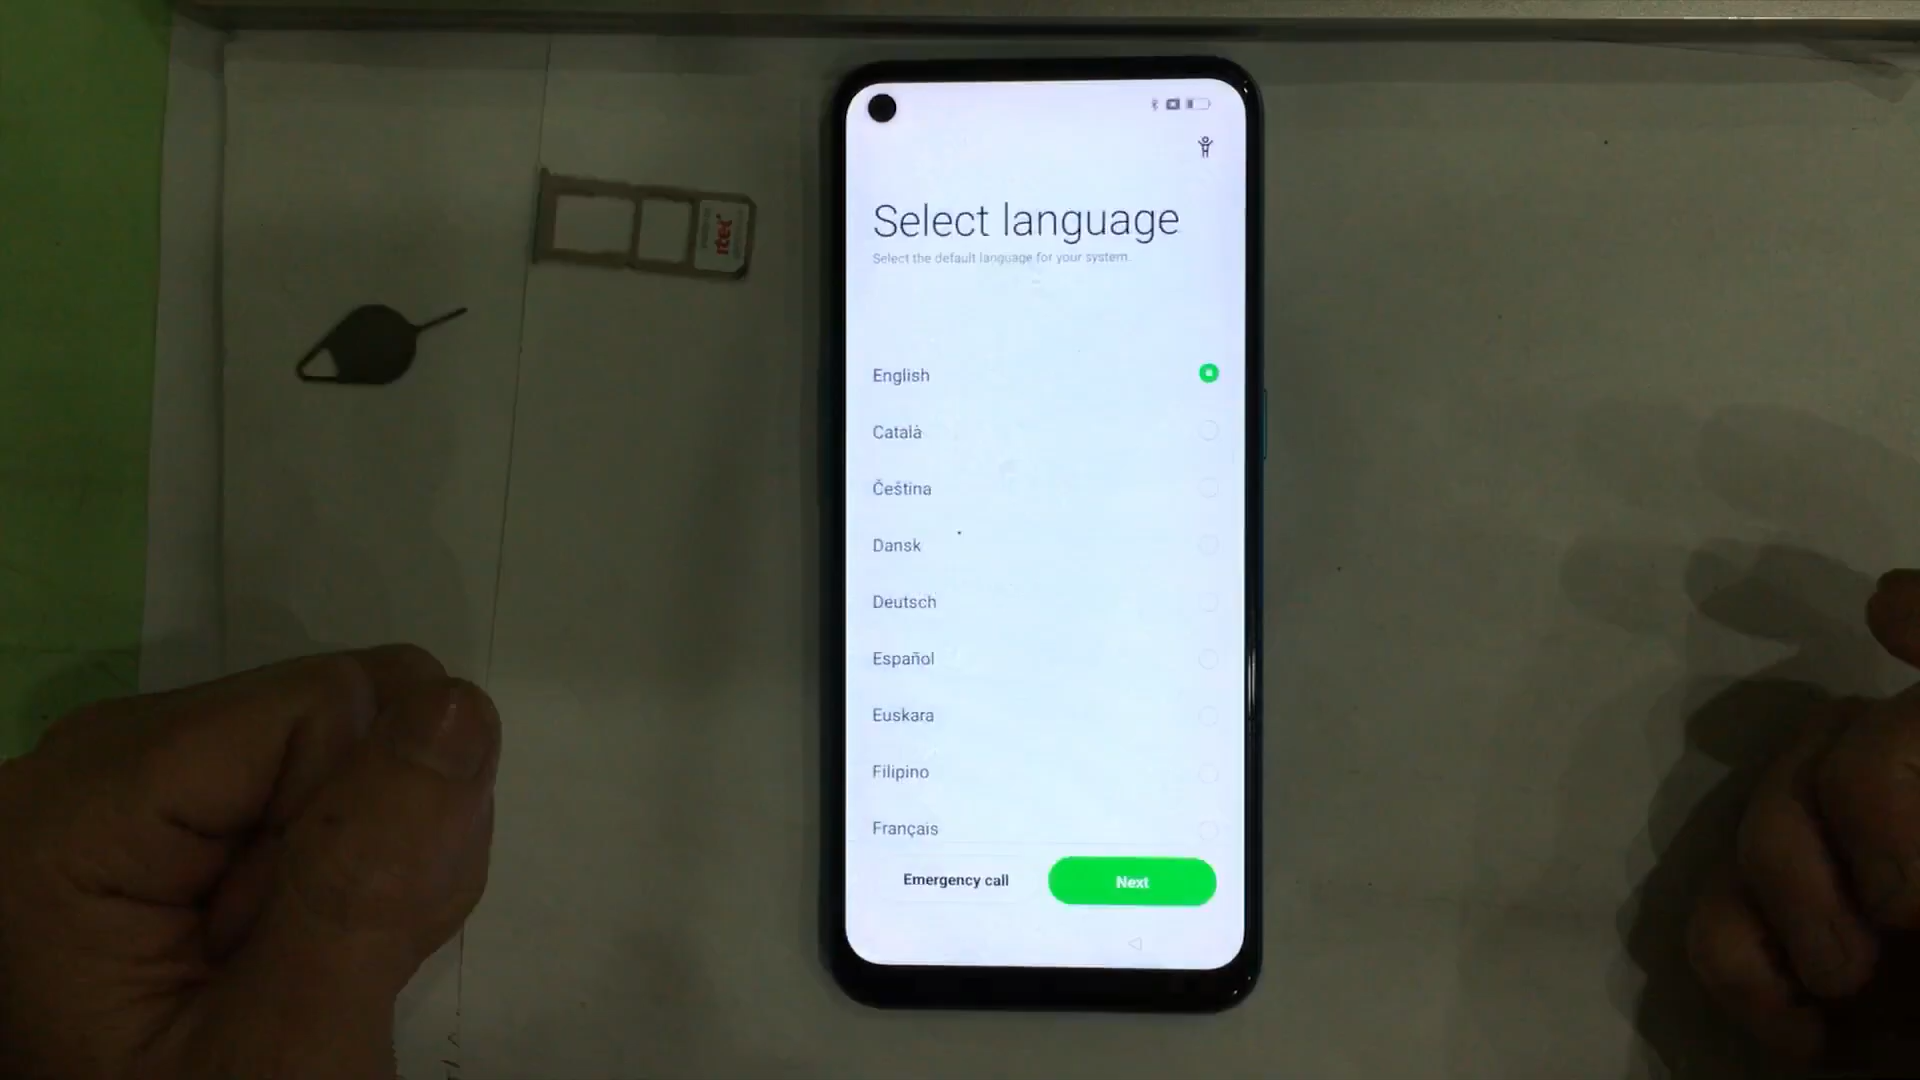 Select language
Select the default language for your system.
English
Català
Čeština
Dansk
Deutsch
Español
Euskara
Filipino
Français
Emergency call
Next